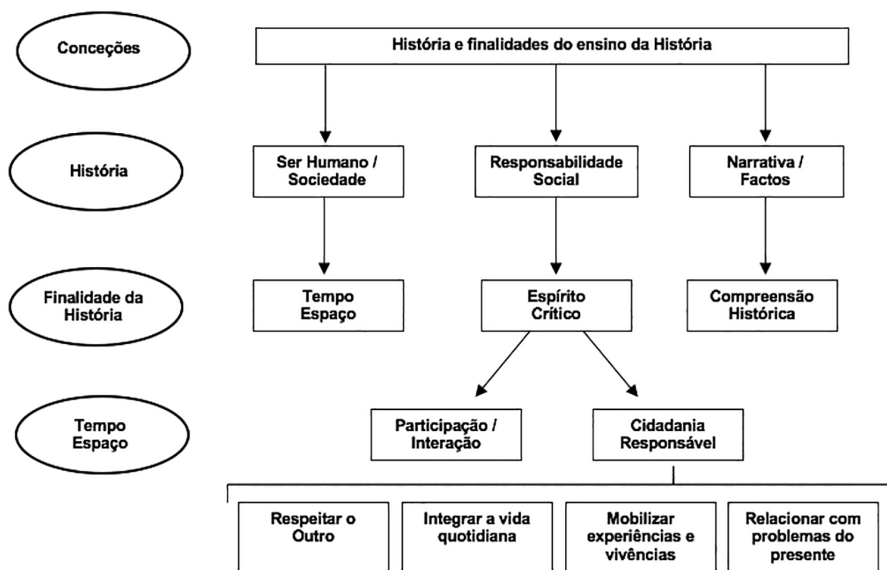 Conceções
História e finalidades do ensino da História
História
Ser Humano /
Sociedade
Responsabilidade
Social
Narrativa /
Factos
Finalidade da
História
Tempo
Espaço
Espírito
Crítico
Compreensão
Histórica
Tempo
Espaço
Participação /
Interação
Cidadania
Responsável
Respeitar o
Outro
Integrar a vida
quotidiana
Mobilizar
experiências e
vivências
Relacionar com
problemas do
presente